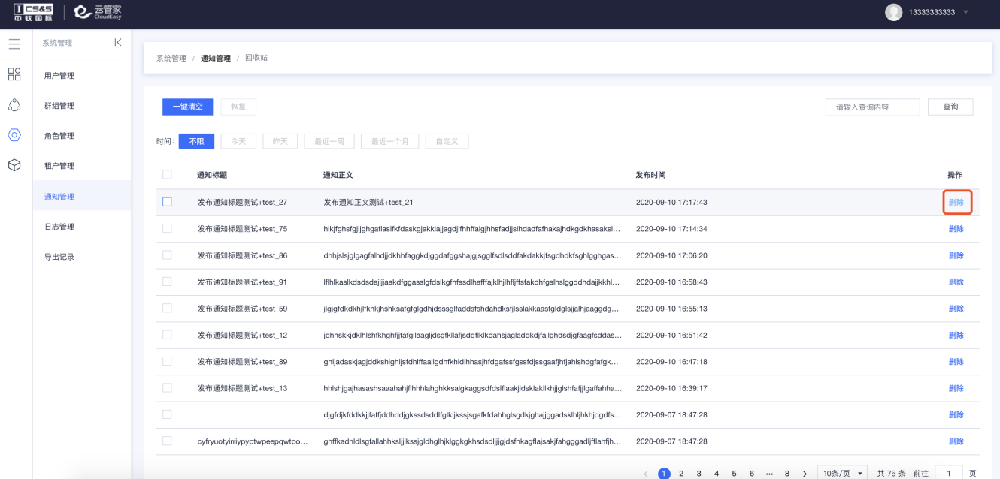 CS&S 云管家
中软国际 CloudEasy
13333333333
系统管理
用户管理
群组管理
角色管理
租户管理
通知管理
日志管理
导出记录
系统管理 / 通知管理 / 回收站
一键清空 恢复 请输入查询内容 查询
时间: 不限 今天 昨天 最近一周 最近一个月 自定义
通知标题 通知正文 发布时间 操作
发布通知标题测试+test_27 发布通知正文测试+test_21 2020-09-10 17:17:43 删除
发布通知标题测试+test_75 2020-09-10 17:14:34 删除
发布通知标题测试+test_86 2020-09-10 17:06:20 删除
发布通知标题测试+test_91 2020-09-10 16:58:43 删除
发布通知标题测试+test_59 2020-09-10 16:55:13 删除
发布通知标题测试+test_12 2020-09-10 16:51:42 删除
发布通知标题测试+test_89 2020-09-10 16:47:18 删除
发布通知标题测试+test_13 2020-09-10 16:39:17 删除
2020-09-07 18:47:28 删除
cyfryuotyirriypyptwpeepqwtpo... 2020-09-07 18:47:28 删除
1 2 3 4 5 6 ··· 8 10条/页 共 75 条 前往 1 页